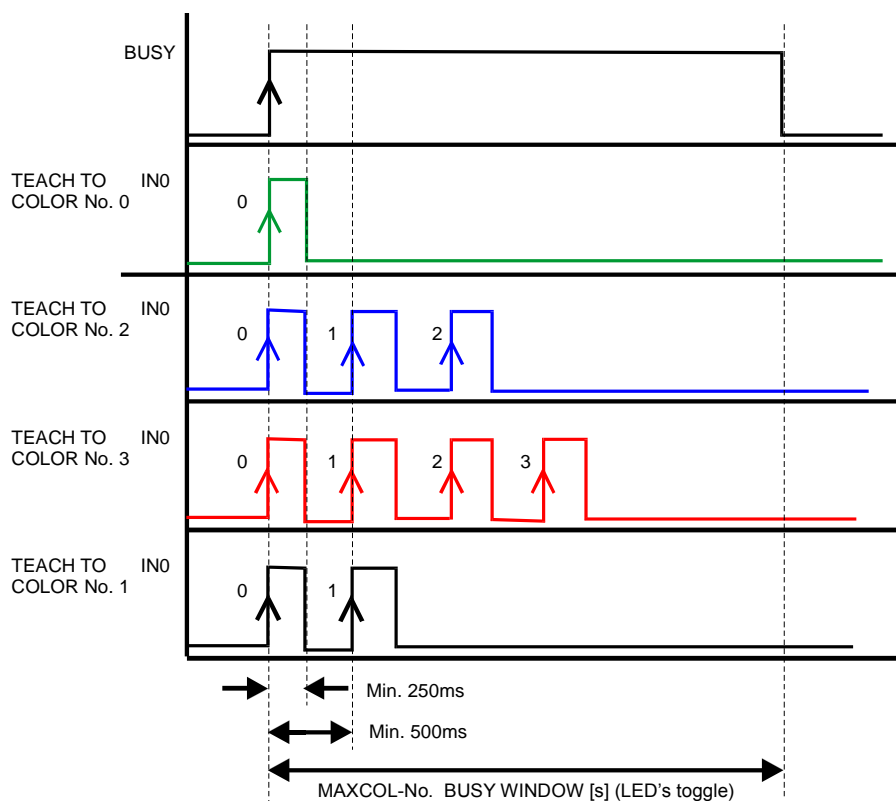 BUSY
TEACH TO IN0
COLOR No. 0
0
TEACH TO IN0
COLOR No. 2
0 1 2
TEACH TO IN0
COLOR No. 3
0 1 2 3
TEACH TO IN0
COLOR No. 1
0 1
Min. 250ms
Min. 500ms
MAXCOL-No. BUSY WINDOW [s] (LED's toggle)